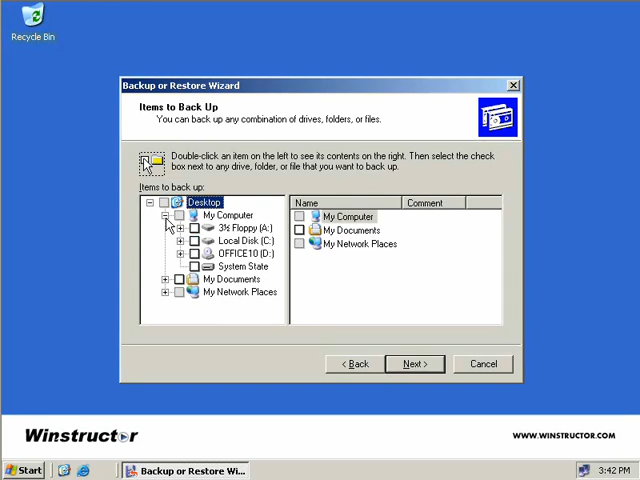 Recycle Bin
Backup or Restore Wizard
Items to Back Up
You can back up any combination of drives, folders, or files.
Double-click an item on the left to see its contents on the right. Then select the check
box next to any drive, folder, or file that you want to back up.
Items to back up:
Desktop
My Computer
3½ Floppy (A:)
Local Disk (C:)
OFFICE10 (D:)
System State
My Documents
My Network Places
Name Comment
My Computer
My Documents
My Network Places
< Back Next > Cancel
Winstructor
WWW.WINSTRUCTOR.COM
Start Backup or Restore Wi... 3:42 PM